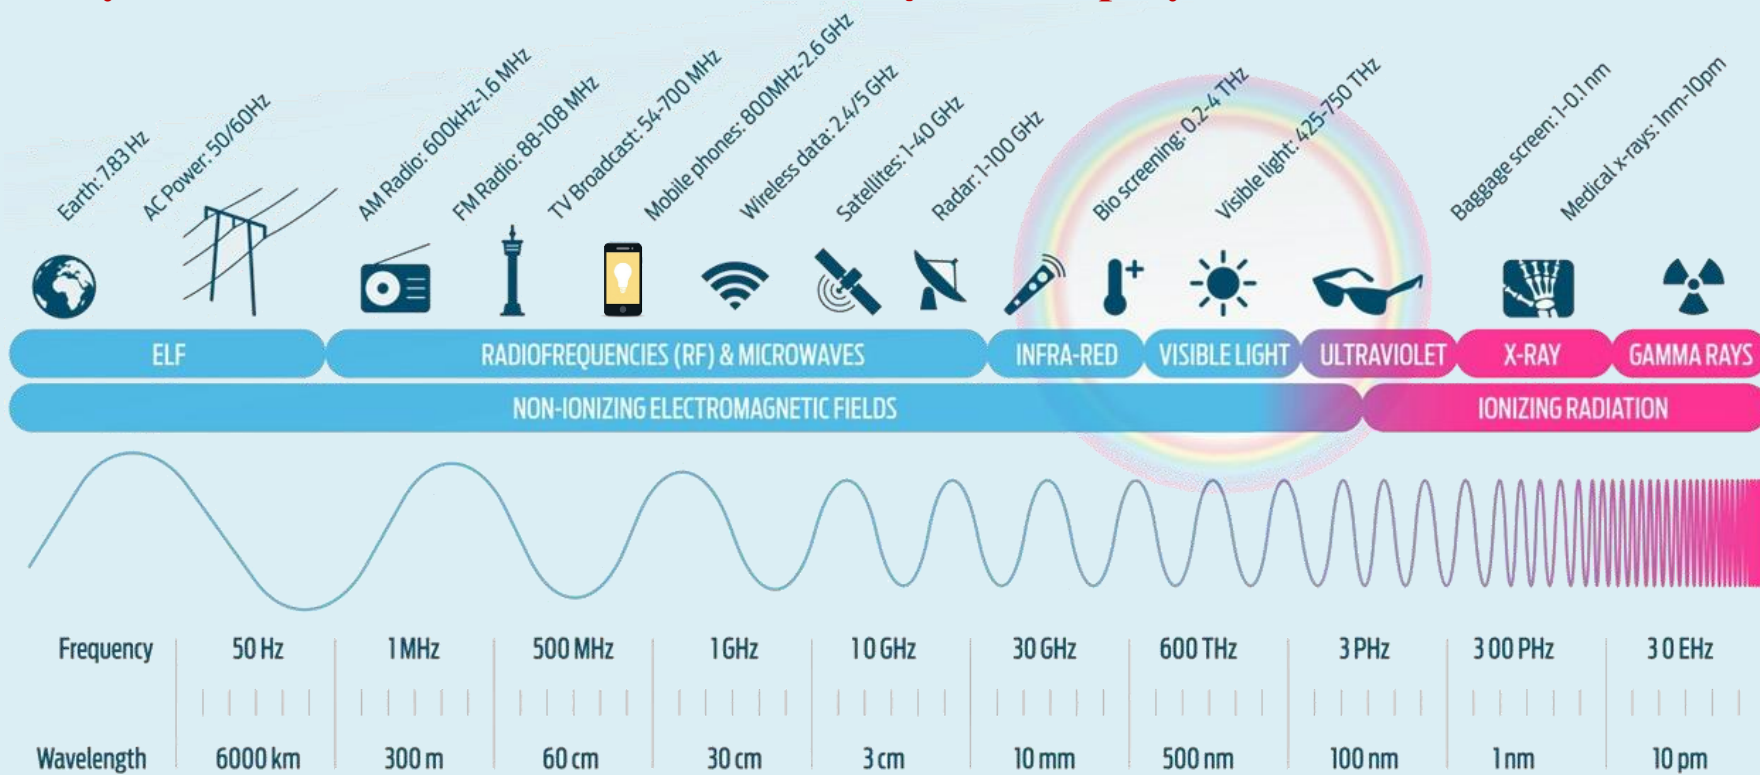 Earth: 7.83 Hz
AC Power: 50/60Hz
AM Radio: 600kHz-1.6 MHz
FM Radio: 88-108 MHz
TV Broadcast: 54-700 MHz
Mobile phones: 800MHz-2.6 GHz
Wireless data: 2.4/5 GHz
Satellites: 1-40 GHz
Radar: 1-100 GHz
Bio screening: 0.2-4 THz
Visible light: 425-750 THz
Baggage screen: 1-0.1 nm
Medical x-rays: 1nm-10pm
ELF RADIOFREQUENCIES (RF) & MICROWAVES INFRA-RED VISIBLE LIGHT ULTRAVIOLET X-RAY GAMMA RAYS
NON-IONIZING ELECTROMAGNETIC FIELDS IONIZING RADIATION
Frequency 50 Hz 1 MHz 500 MHz 1 GHz 10 GHz 30 GHz 600 THz 3 PHz 3 00 PHz 3 0 EHz
Wavelength 6000 km 300 m 60 cm 30 cm 3 cm 10 mm 500 nm 100 nm 1 nm 10 pm